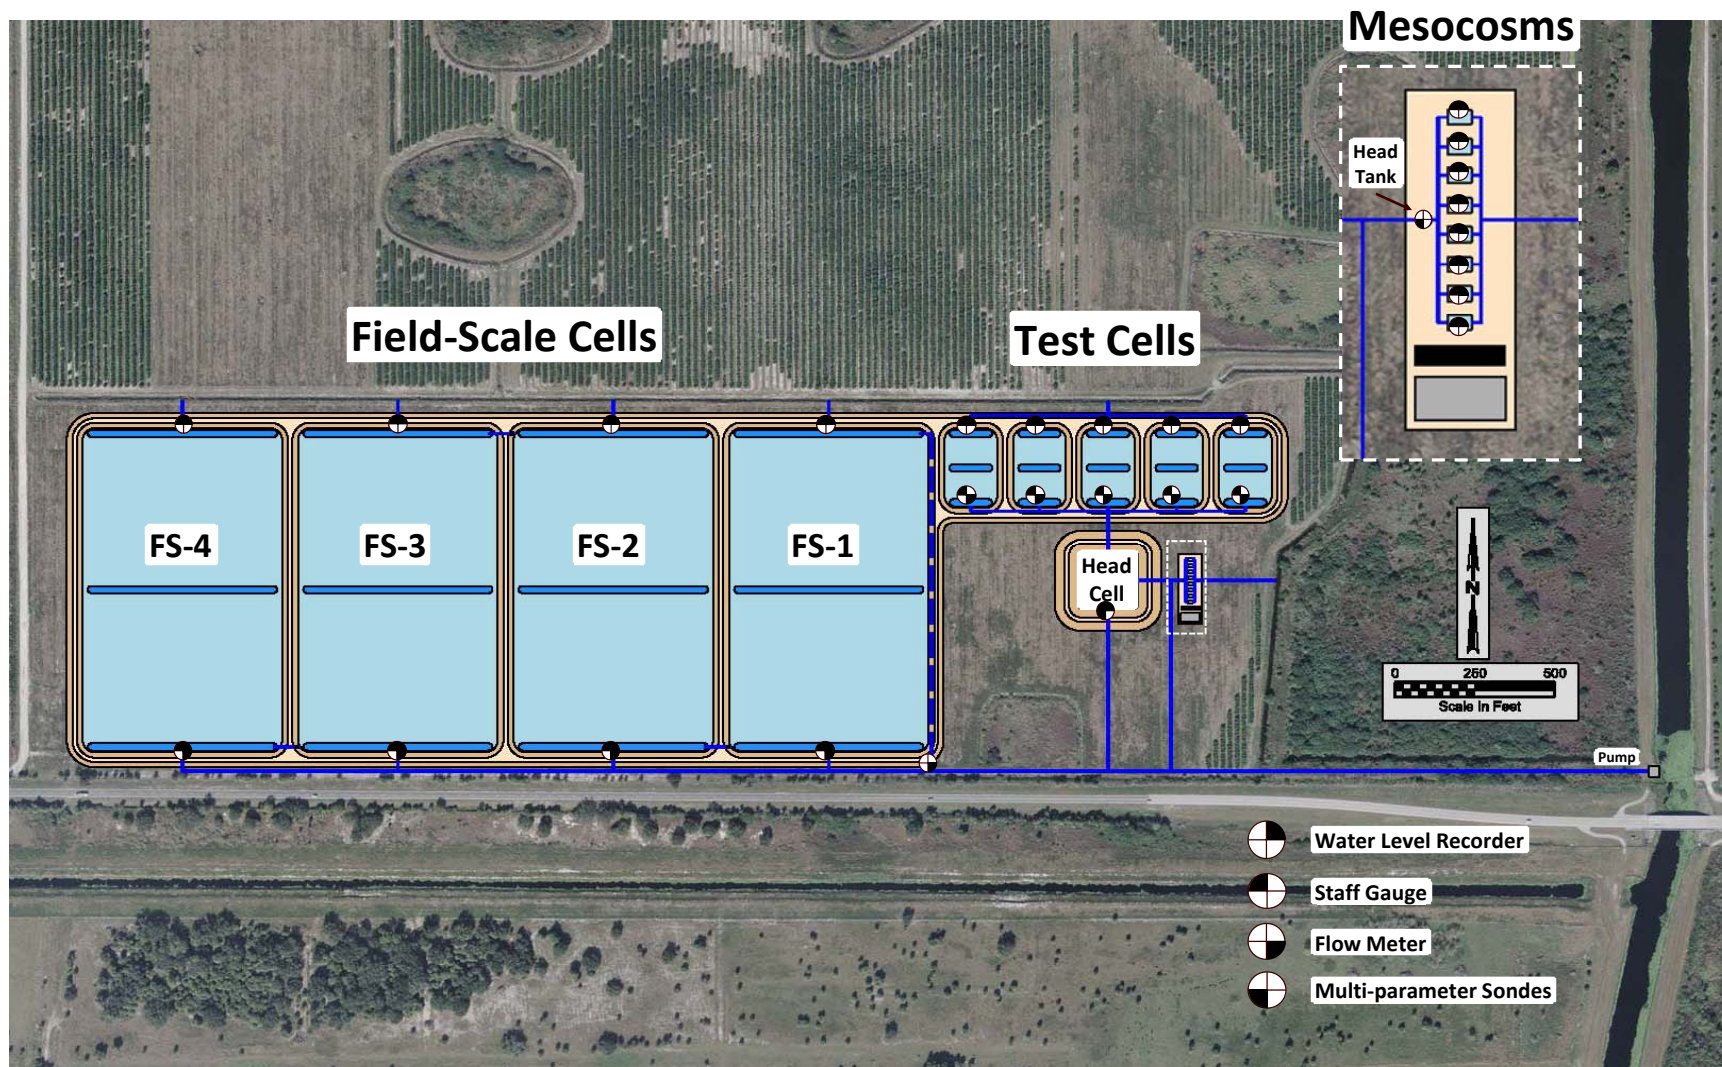 Mesocosms
Head
Tank
Field-Scale Cells
Test Cells
FS-4
FS-3
FS-2
FS-1
Head
Cell
N
0 250 500
Scale In Feet
Pump
Water Level Recorder
Staff Gauge
Flow Meter
Multi-parameter Sondes